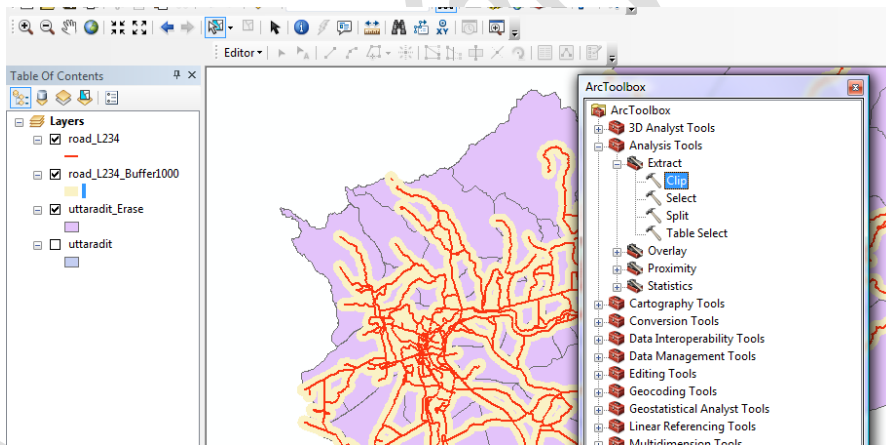 Editor
Table Of Contents
Layers
road_L234
road_L234_Buffer1000
uttaradit_Erase
uttaradit
ArcToolbox
ArcToolbox
3D Analyst Tools
Analysis Tools
Extract
Clip
Select
Split
Table Select
Overlay
Proximity
Statistics
Cartography Tools
Conversion Tools
Data Interoperability Tools
Data Management Tools
Editing Tools
Geocoding Tools
Geostatistical Analyst Tools
Linear Referencing Tools
Multidimension Tools